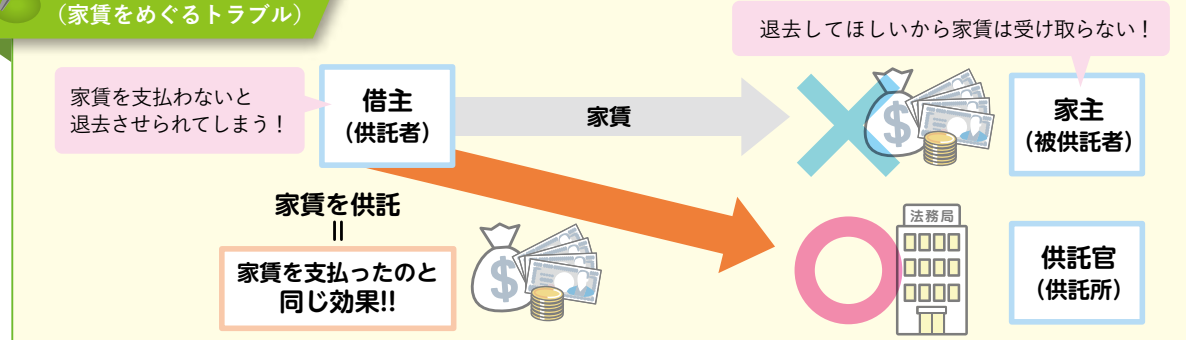 （家賃をめぐるトラブル）
退去してほしいから家賃は受け取らない！
家賃を支払わないと
退去させられてしまう！
借主
（供託者）
家賃
$
家主
（被供託者）
家賃を供託
＝
家賃を支払ったのと
同じ効果!!
$
法務局
供託官
（供託所）